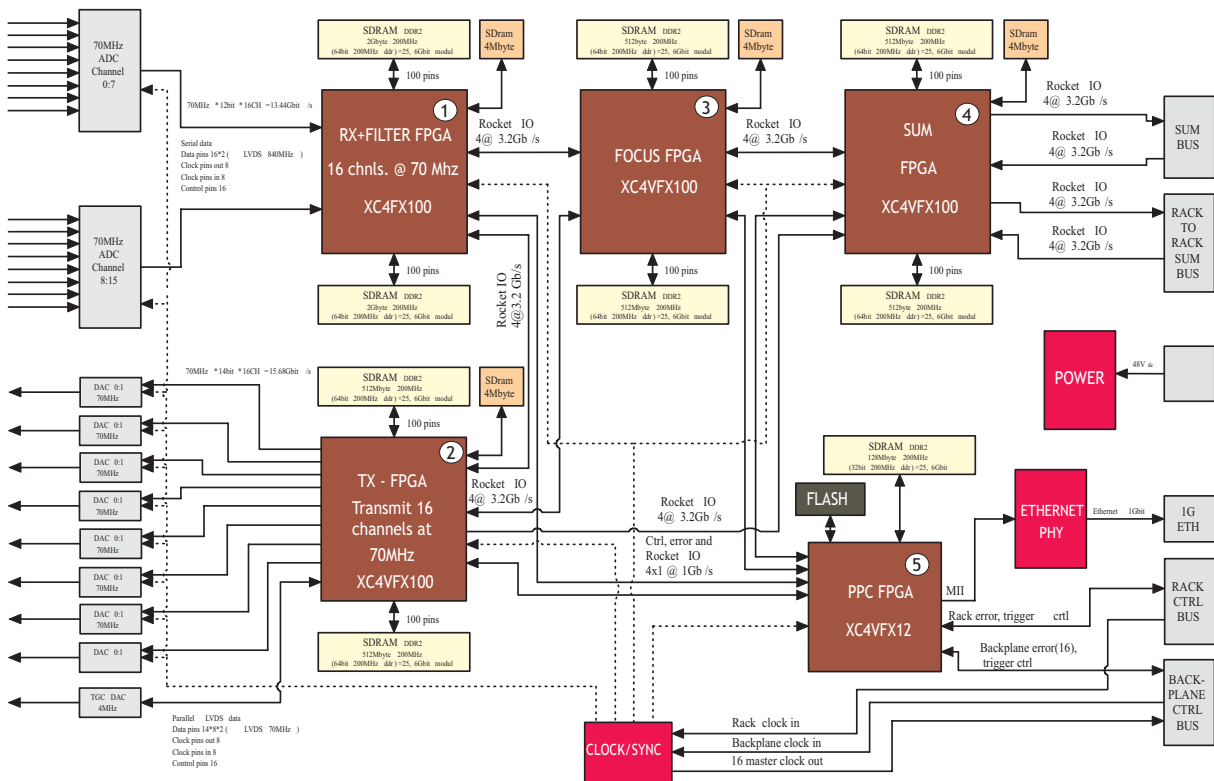 70MHz
ADC
Channel
0:7
70MHz *12bit *16CH =13.44Gbit /s
Serial data
Data pins 16*2 ( LVDS 840MHz )
Clock pins out 8
Clock pins in 8
Control pins 16
70MHz
ADC
Channel
8:15
SDRAM DDR2
2Gbyte 200MHz
(64bit 200MHz ddr)=25, 6Gbit modul
SDram
4Mbyte
100 pins
1
RX+FILTER FPGA
16 chnls. @ 70 Mhz
XC4FX100
100 pins
SDRAM DDR2
2Gbyte 200MHz
(64bit 200MHz ddr)=25, 6Gbit modul
Rocket IO
4@ 3.2Gb /s
Rocket IO
4@3.2 Gb/s
SDRAM DDR2
512byte 200MHz
(64bit 200MHz ddr)=25, 6Gbit modul
SDram
4Mbyte
100 pins
3
FOCUS FPGA
XC4VFX100
100 pins
SDRAM DDR2
512Mbyte 200MHz
(64bit 200MHz ddr)=25, 6Gbit modul
Rocket IO
4@ 3.2Gb /s
SDRAM DDR2
512mbyte 200MHz
(64bit 200MHz ddr)=25, 6Gbit modul
SDram
4Mbyte
100 pins
4
SUM
FPGA
XC4VFX100
100 pins
SDRAM DDR2
512byte 200MHz
(64bit 200MHz ddr)=25, 6Gbit modul
Rocket IO
4@ 3.2Gb /s
Rocket IO
4@ 3.2Gb /s
Rocket IO
4@ 3.2Gb /s
Rocket IO
4@ 3.2Gb /s
SUM
BUS
RACK
TO
RACK
SUM
BUS
POWER
48V dc
70MHz *14bit *16CH =15.68Gbit /s
DAC 0:1
70MHz
DAC 0:1
70MHz
DAC 0:1
70MHz
DAC 0:1
70MHz
DAC 0:1
70MHz
DAC 0:1
70MHz
DAC 0:1
70MHz
DAC 0:1
TGC DAC
4MHz
Parallel LVDS data
Data pins 14*8*2 ( LVDS 70MHz )
Clock pins out 8
Clock pins in 8
Control pins 16
SDRAM DDR2
512Mbyte 200MHz
(64bit 200MHz ddr)=25, 6Gbit modul
SDram
4Mbyte
100 pins
2
TX - FPGA
Transmit 16
channels at
70MHz
XC4VFX100
100 pins
SDRAM DDR2
512Mbyte 200MHz
(64bit 200MHz ddr)=25, 6Gbit modul
Rocket IO
4@ 3.2Gb /s
Rocket IO
4@ 3.2Gb /s
Ctrl, error and
Rocket IO
4x1 @ 1Gb /s
SDRAM DDR2
128Mbyte 200MHz
(32bit 200MHz ddr)=25, 6Gbit
FLASH
5
PPC FPGA
XC4VFX12
MII
ETHERNET
PHY
Ethernet 1Gbit
1G
ETH
Rack error, trigger crtl
RACK
CTRL
BUS
Backplane error(16),
trigger ctrl
BACK-
PLANE
CTRL
BUS
CLOCK/SYNC
Rack clock in
Backplane clock in
16 master clock out